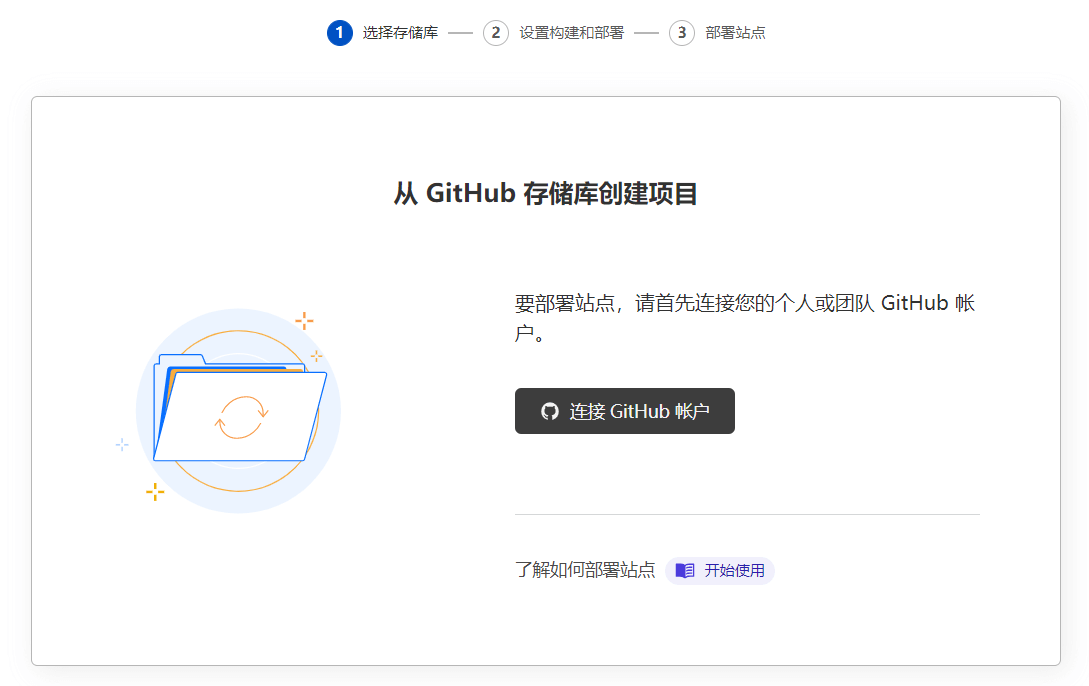 1 选择存储库 2 设置构建和部署 3 部署站点
从 GitHub 存储库创建项目
要部署站点，请首先连接您的个人或团队 GitHub 帐
户。
连接 GitHub 帐户
了解如何部署站点 开始使用